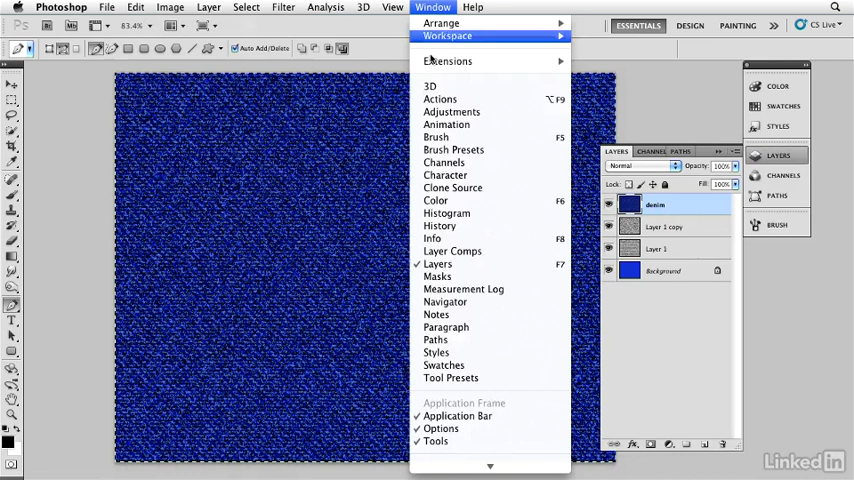 Photoshop File Edit Image Layer Select Filter Analysis 3D View Window Help
Ps Br Mb 83.4% ESSENTIALS DESIGN PAINTING CS Live
Auto Add/Delete
Arrange
Workspace
Extensions
3D
Actions ⌥F9
Adjustments
Animation
Brush F5
Brush Presets
Channels
Character
Clone Source
Color F6
Histogram
History
Info F8
Layer Comps
Layers F7
Masks
Measurement Log
Navigator
Notes
Paragraph
Paths
Styles
Swatches
Tool Presets
Application Frame
Application Bar
Options
Tools
LAYERS CHANNEL PATHS
Normal Opacity: 100%
Lock: Fill: 100%
denim
Layer 1 copy
Layer 1
Background
COLOR
SWATCHES
STYLES
LAYERS
CHANNELS
PATHS
BRUSH
LinkedIn